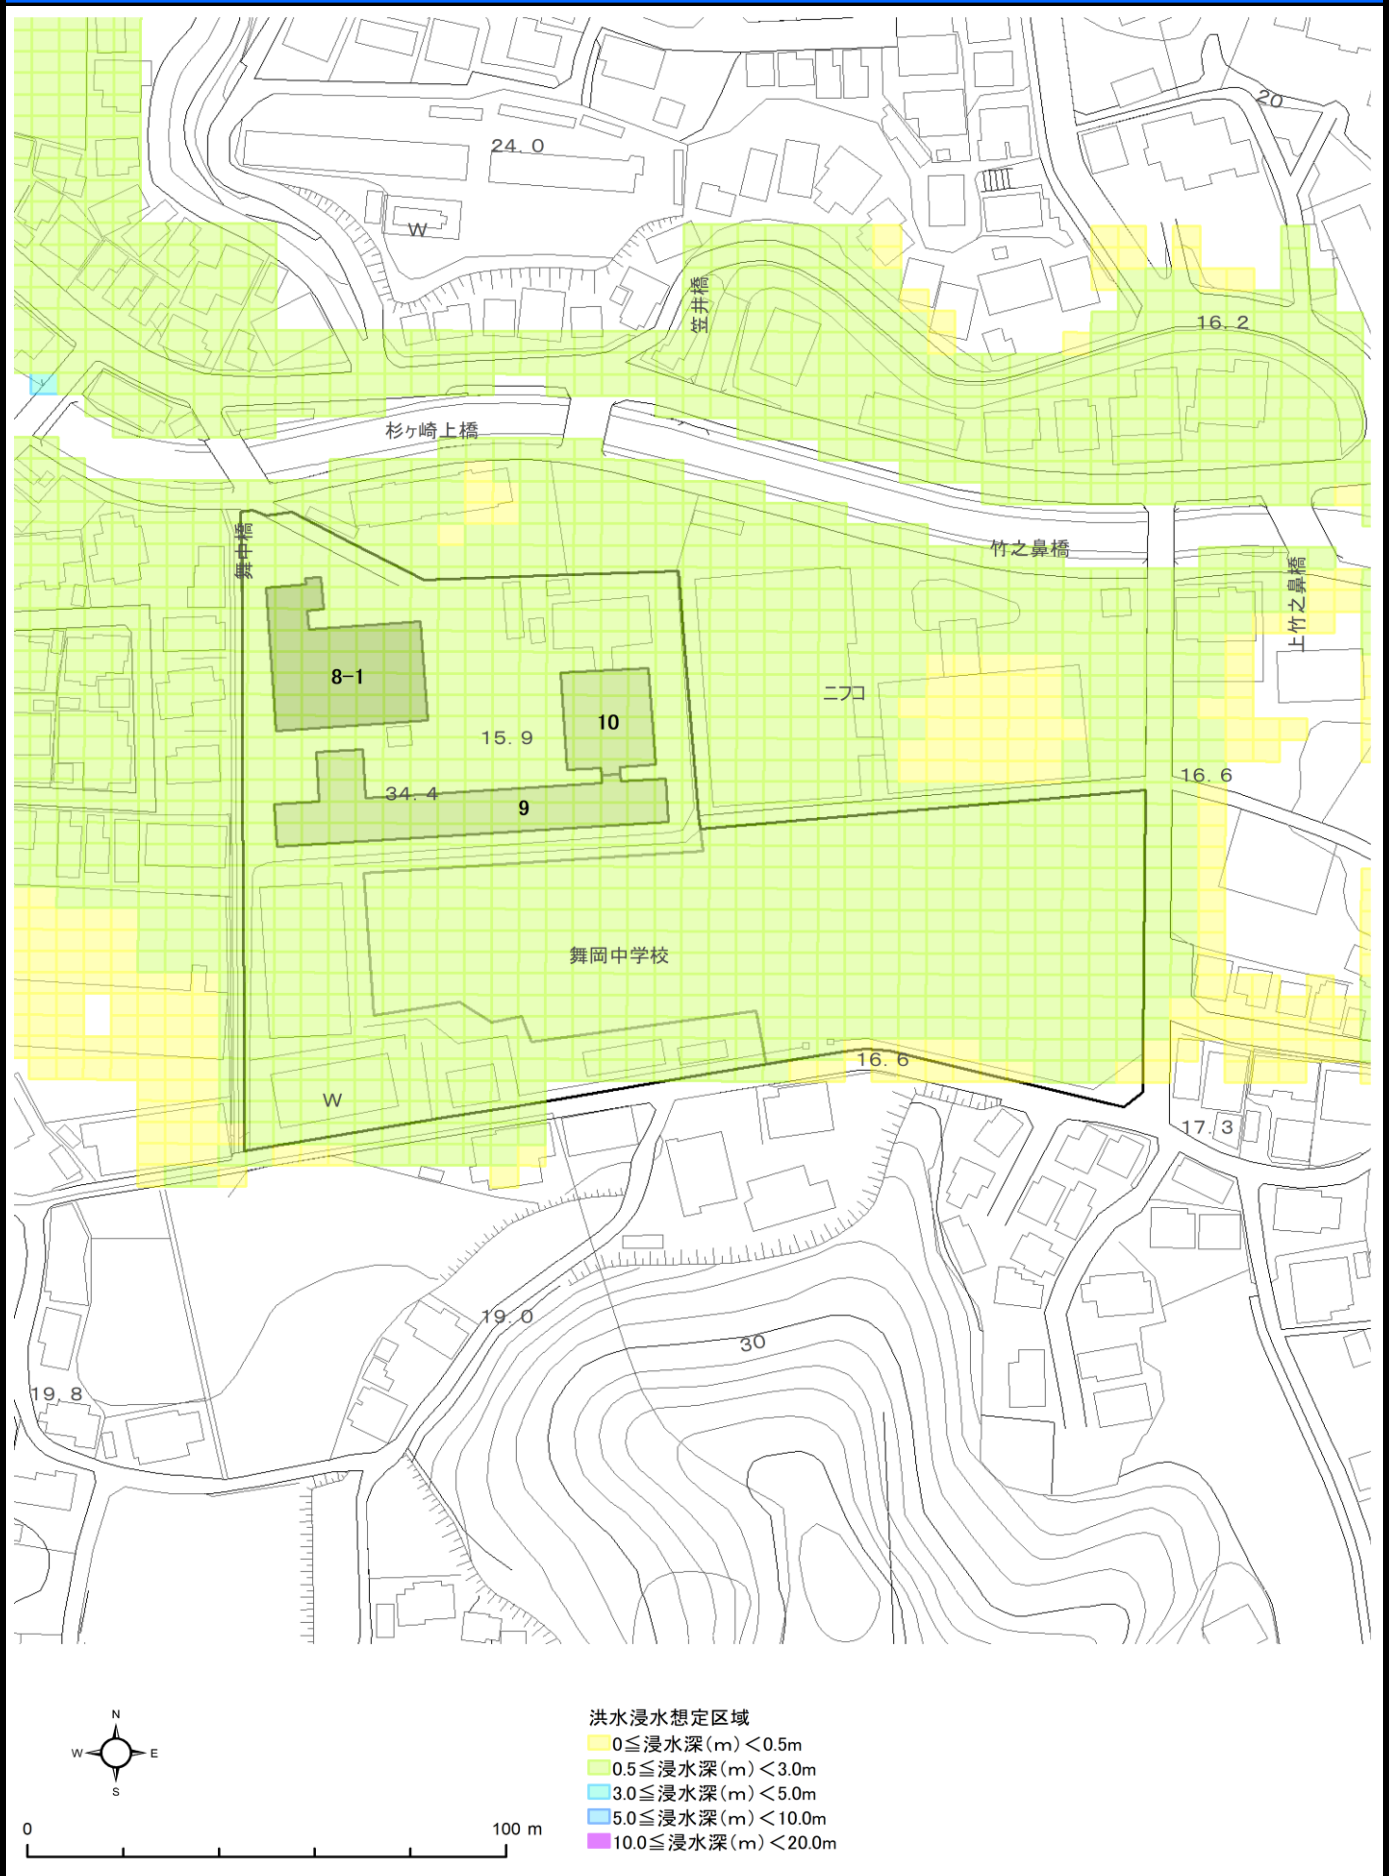 20
24. 0
W
笠井橋
16. 2
杉ヶ崎上橋
舞中橋
竹之鼻橋
上竹之鼻橋
8-1
ニフコ
10
15. 9
16. 6
34. 4
9
舞岡中学校
16. 6
W
17. 3
19. 0
30
19. 8
N
W E
S
0 100 m
洪水浸水想定区域
0≦浸水深(m)<0.5m
0.5≦浸水深(m)<3.0m
3.0≦浸水深(m)<5.0m
5.0≦浸水深(m)<10.0m
10.0≦浸水深(m)<20.0m